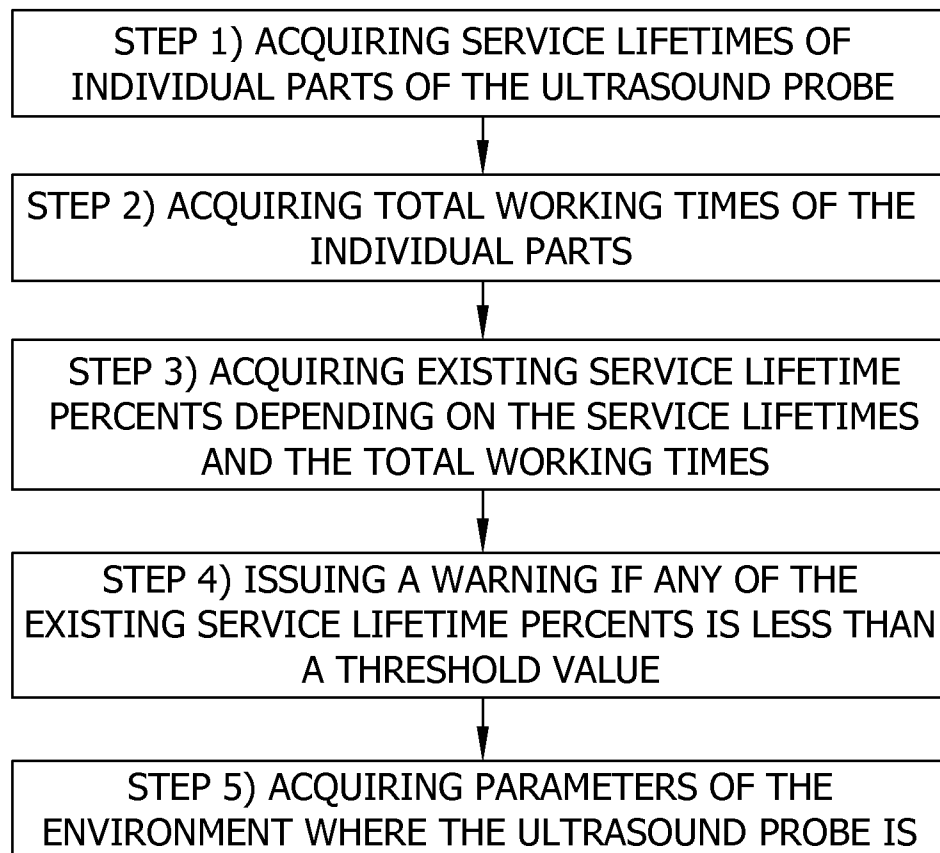 STEP 1) ACQUIRING SERVICE LIFETIMES OF
INDIVIDUAL PARTS OF THE ULTRASOUND PROBE
STEP 2) ACQUIRING TOTAL WORKING TIMES OF THE
INDIVIDUAL PARTS
STEP 3) ACQUIRING EXISTING SERVICE LIFETIME
PERCENTS DEPENDING ON THE SERVICE LIFETIMES
AND THE TOTAL WORKING TIMES
STEP 4) ISSUING A WARNING IF ANY OF THE
EXISTING SERVICE LIFETIME PERCENTS IS LESS THAN
A THRESHOLD VALUE
STEP 5) ACQUIRING PARAMETERS OF THE
ENVIRONMENT WHERE THE ULTRASOUND PROBE IS